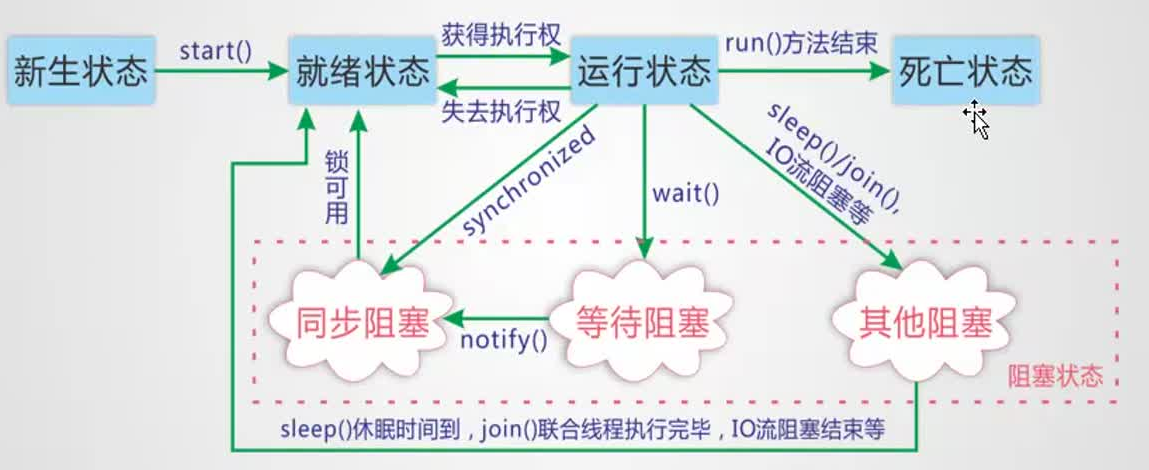 新生状态
start()
就绪状态
获得执行权
失去执行权
运行状态
run()方法结束
死亡状态
锁可用
synchronized
wait()
sleep()/join(),
IO流阻塞等
同步阻塞
notify()
等待阻塞
其他阻塞
阻塞状态
sleep()休眠时间到，join()联合线程执行完毕，IO流阻塞结束等